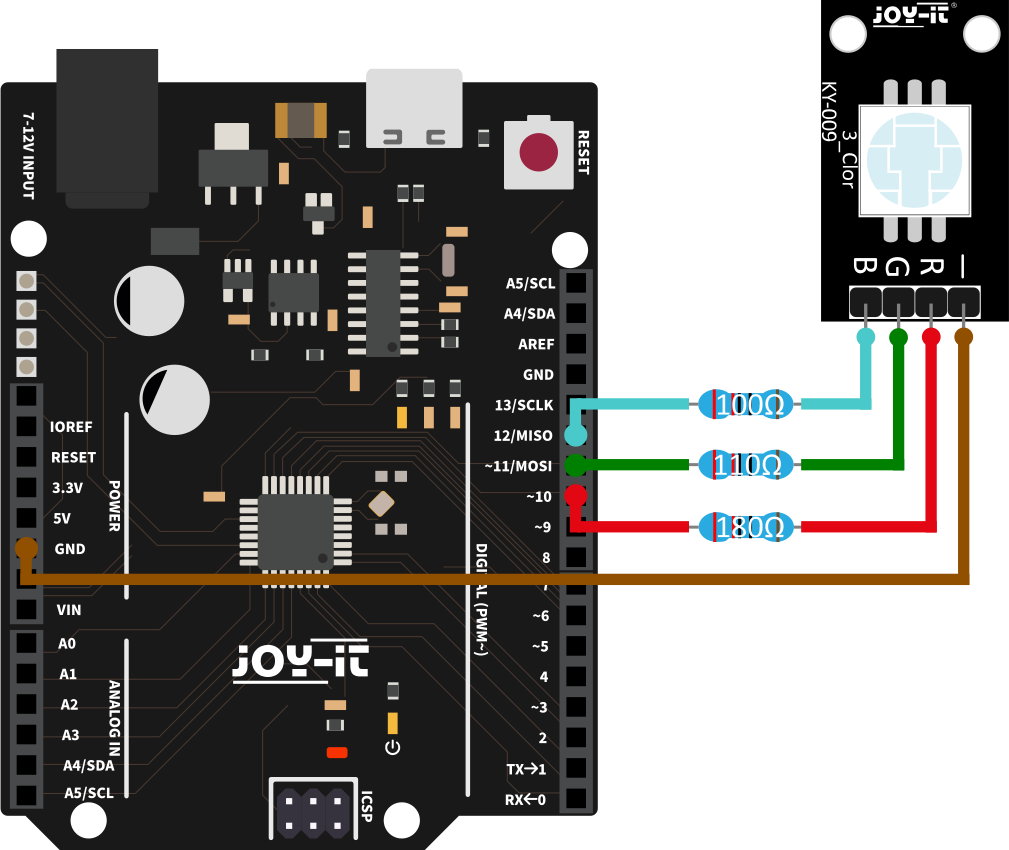 JOY-IT®
KY-009
3_Clor
B
G
R
—
7-12V INPUT
RESET
A5/SCL
A4/SDA
AREF
GND
13/SCLK
12/MISO
~11/MOSI
~10
~9
8
~6
~5
4
~3
2
TX→1
RX←0
100Ω
110Ω
180Ω
IOREF
RESET
3.3V
5V
GND
VIN
POWER
A0
A1
A2
A3
A4/SDA
A5/SCL
ANALOG IN
DIGITAL (PWM~)
JOY-IT
ICSP